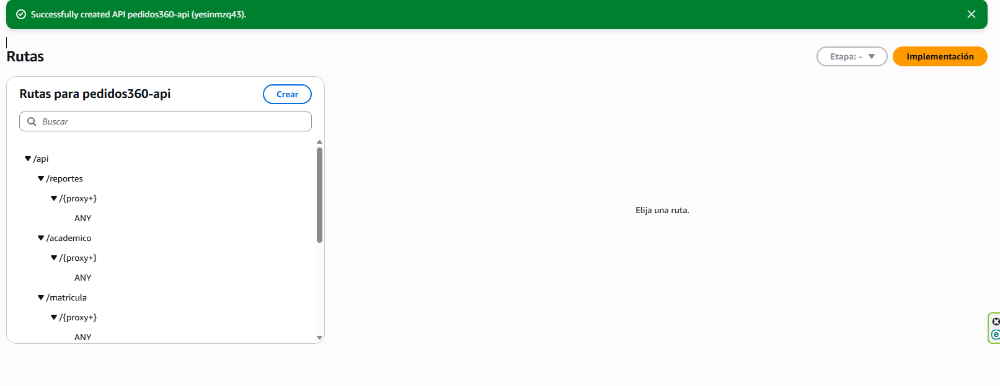 Successfully created API pedidos360-api (yesinmzq43).
Rutas
Etapa: -
Implementación
Rutas para pedidos360-api
Crear
Buscar
/api
/reportes
/{proxy+}
ANY
/academico
/{proxy+}
ANY
/matricula
/{proxy+}
ANY
Elija una ruta.